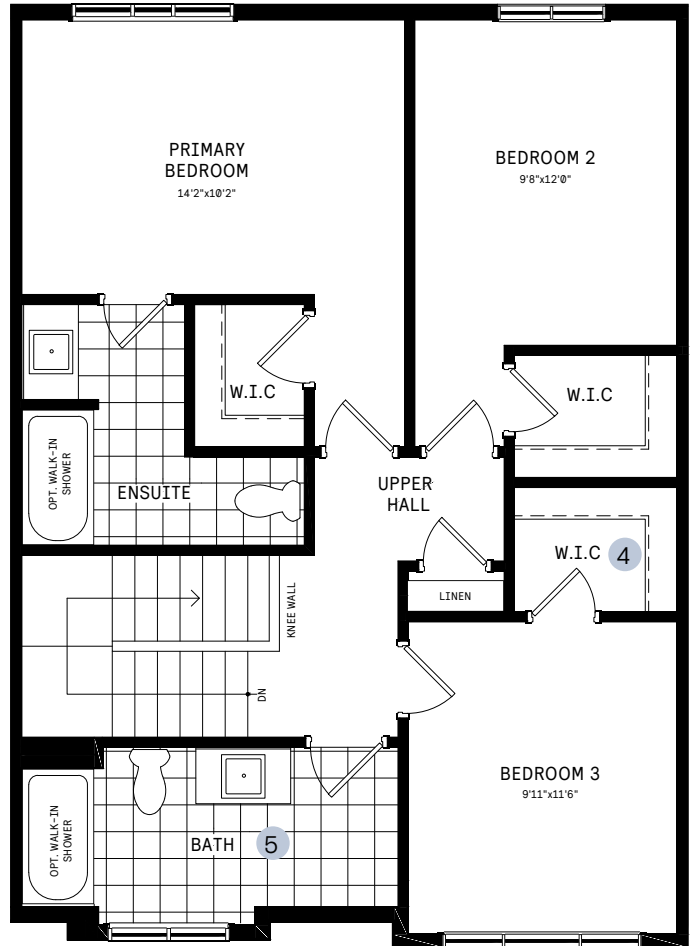 PRIMARY
BEDROOM
14'2"x10'2"
BEDROOM 2
9'8"x12'0"
W.I.C
W.I.C
OPT. WALK-IN
SHOWER
ENSUITE
UPPER
HALL
W.I.C 4
LINEN
KNEE WALL
DN
BEDROOM 3
9'11"x11'6"
OPT. WALK-IN
SHOWER
BATH 5